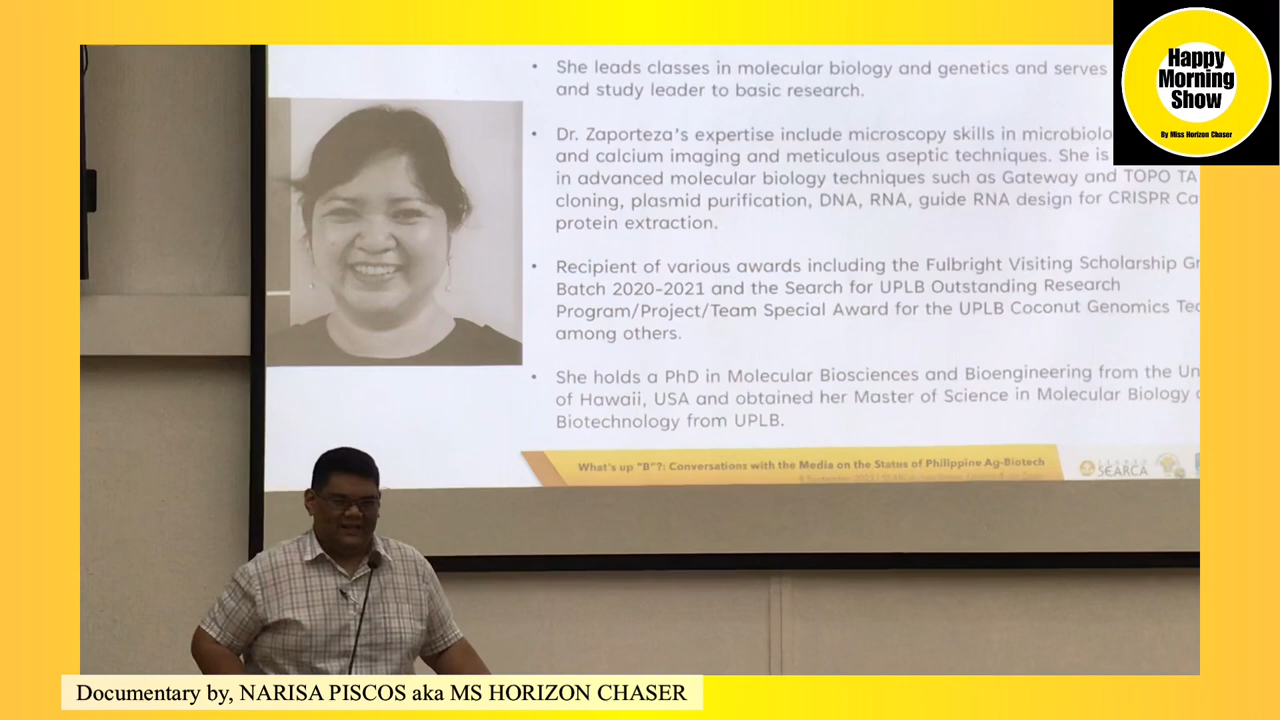 Happy
Morning
Show
By Miss Horizon Chaser
• She leads classes in molecular biology and genetics and serves
and study leader to basic research.
• Dr. Zaporteza's expertise include microscopy skills in microbiolo
and calcium imaging and meticulous aseptic techniques. She is
in advanced molecular biology techniques such as Gateway and TOPO TA
cloning, plasmid purification, DNA, RNA, guide RNA design for CRISPR Ca
protein extraction.
• Recipient of various awards including the Fulbright Visiting Scholarship Gr
Batch 2020-2021 and the Search for UPLB Outstanding Research
Program/Project/Team Special Award for the UPLB Coconut Genomics Tea
among others.
• She holds a PhD in Molecular Biosciences and Bioengineering from the Un
of Hawaii, USA and obtained her Master of Science in Molecular Biology
Biotechnology from UPLB.
What's up "B"?: Conversations with the Media on the Status of Philippine Ag-Biotech
SEARCA
Documentary by, NARISA PISCOS aka MS HORIZON CHASER